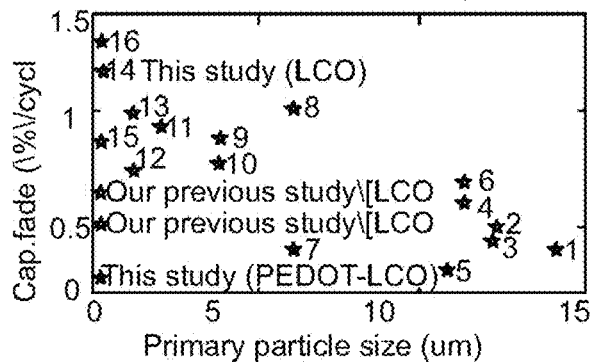 1.5
16
14 This study (LCO)
13
8
1
11
15
9
12
10
Our previous study\[LCO
6
4
Our previous study\[LCO
2
0.5
3
7
1
This study (PEDOT-LCO)
5
0
0 5 10 15
Primary particle size (um)
Cap.fade (\%\/cycl